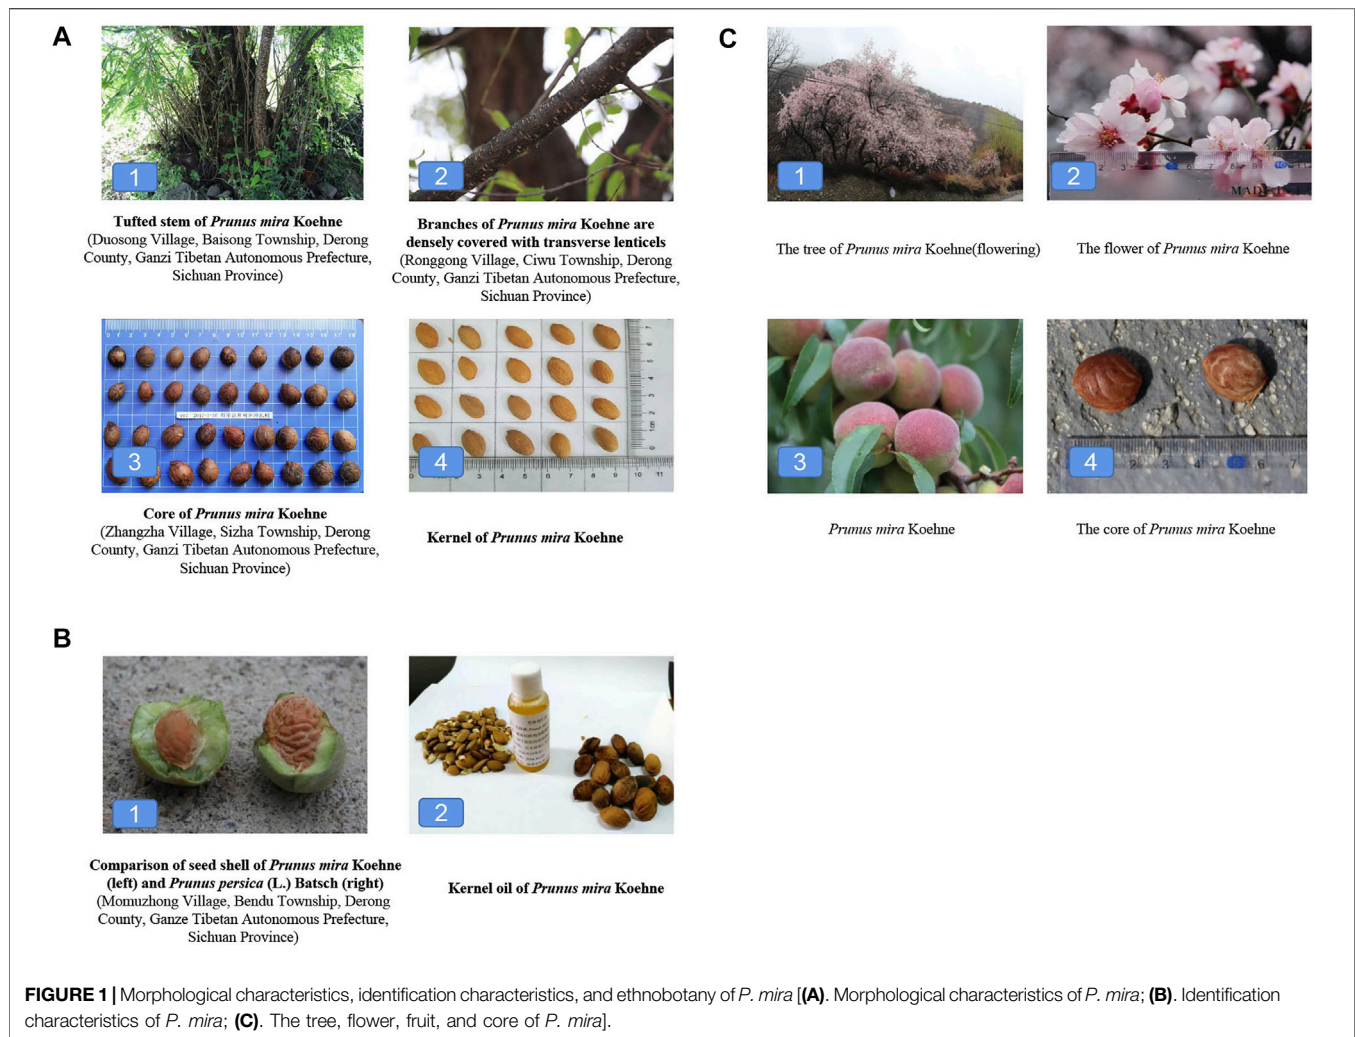 A
1
Tufted stem of Prunus mira Koehne
(Duosong Village, Baisong Township, Derong
County, Ganzi Tibetan Autonomous Prefecture,
Sichuan Province)
2
Branches of Prunus mira Koehne are
densely covered with transverse lenticels
(Ronggong Village, Ciwu Township, Derong
County, Ganzi Tibetan Autonomous Prefecture,
Sichuan Province)
3
Core of Prunus mira Koehne
(Zhangzha Village, Sizha Township, Derong
County, Ganzi Tibetan Autonomous Prefecture,
Sichuan Province)
4
Kernel of Prunus mira Koehne
C
1
The tree of Prunus mira Koehne(flowering)
2
MADE IN
The flower of Prunus mira Koehne
3
Prunus mira Koehne
4
The core of Prunus mira Koehne
B
1
Comparison of seed shell of Prunus mira Koehne
(left) and Prunus persica (L.) Batsch (right)
(Momuzhong Village, Bendu Township, Derong
County, Ganze Tibetan Autonomous Prefecture,
Sichuan Province)
2
Kernel oil of Prunus mira Koehne
FIGURE 1 | Morphological characteristics, identification characteristics, and ethnobotany of P. mira [(A). Morphological characteristics of P. mira; (B). Identification
characteristics of P. mira; (C). The tree, flower, fruit, and core of P. mira].